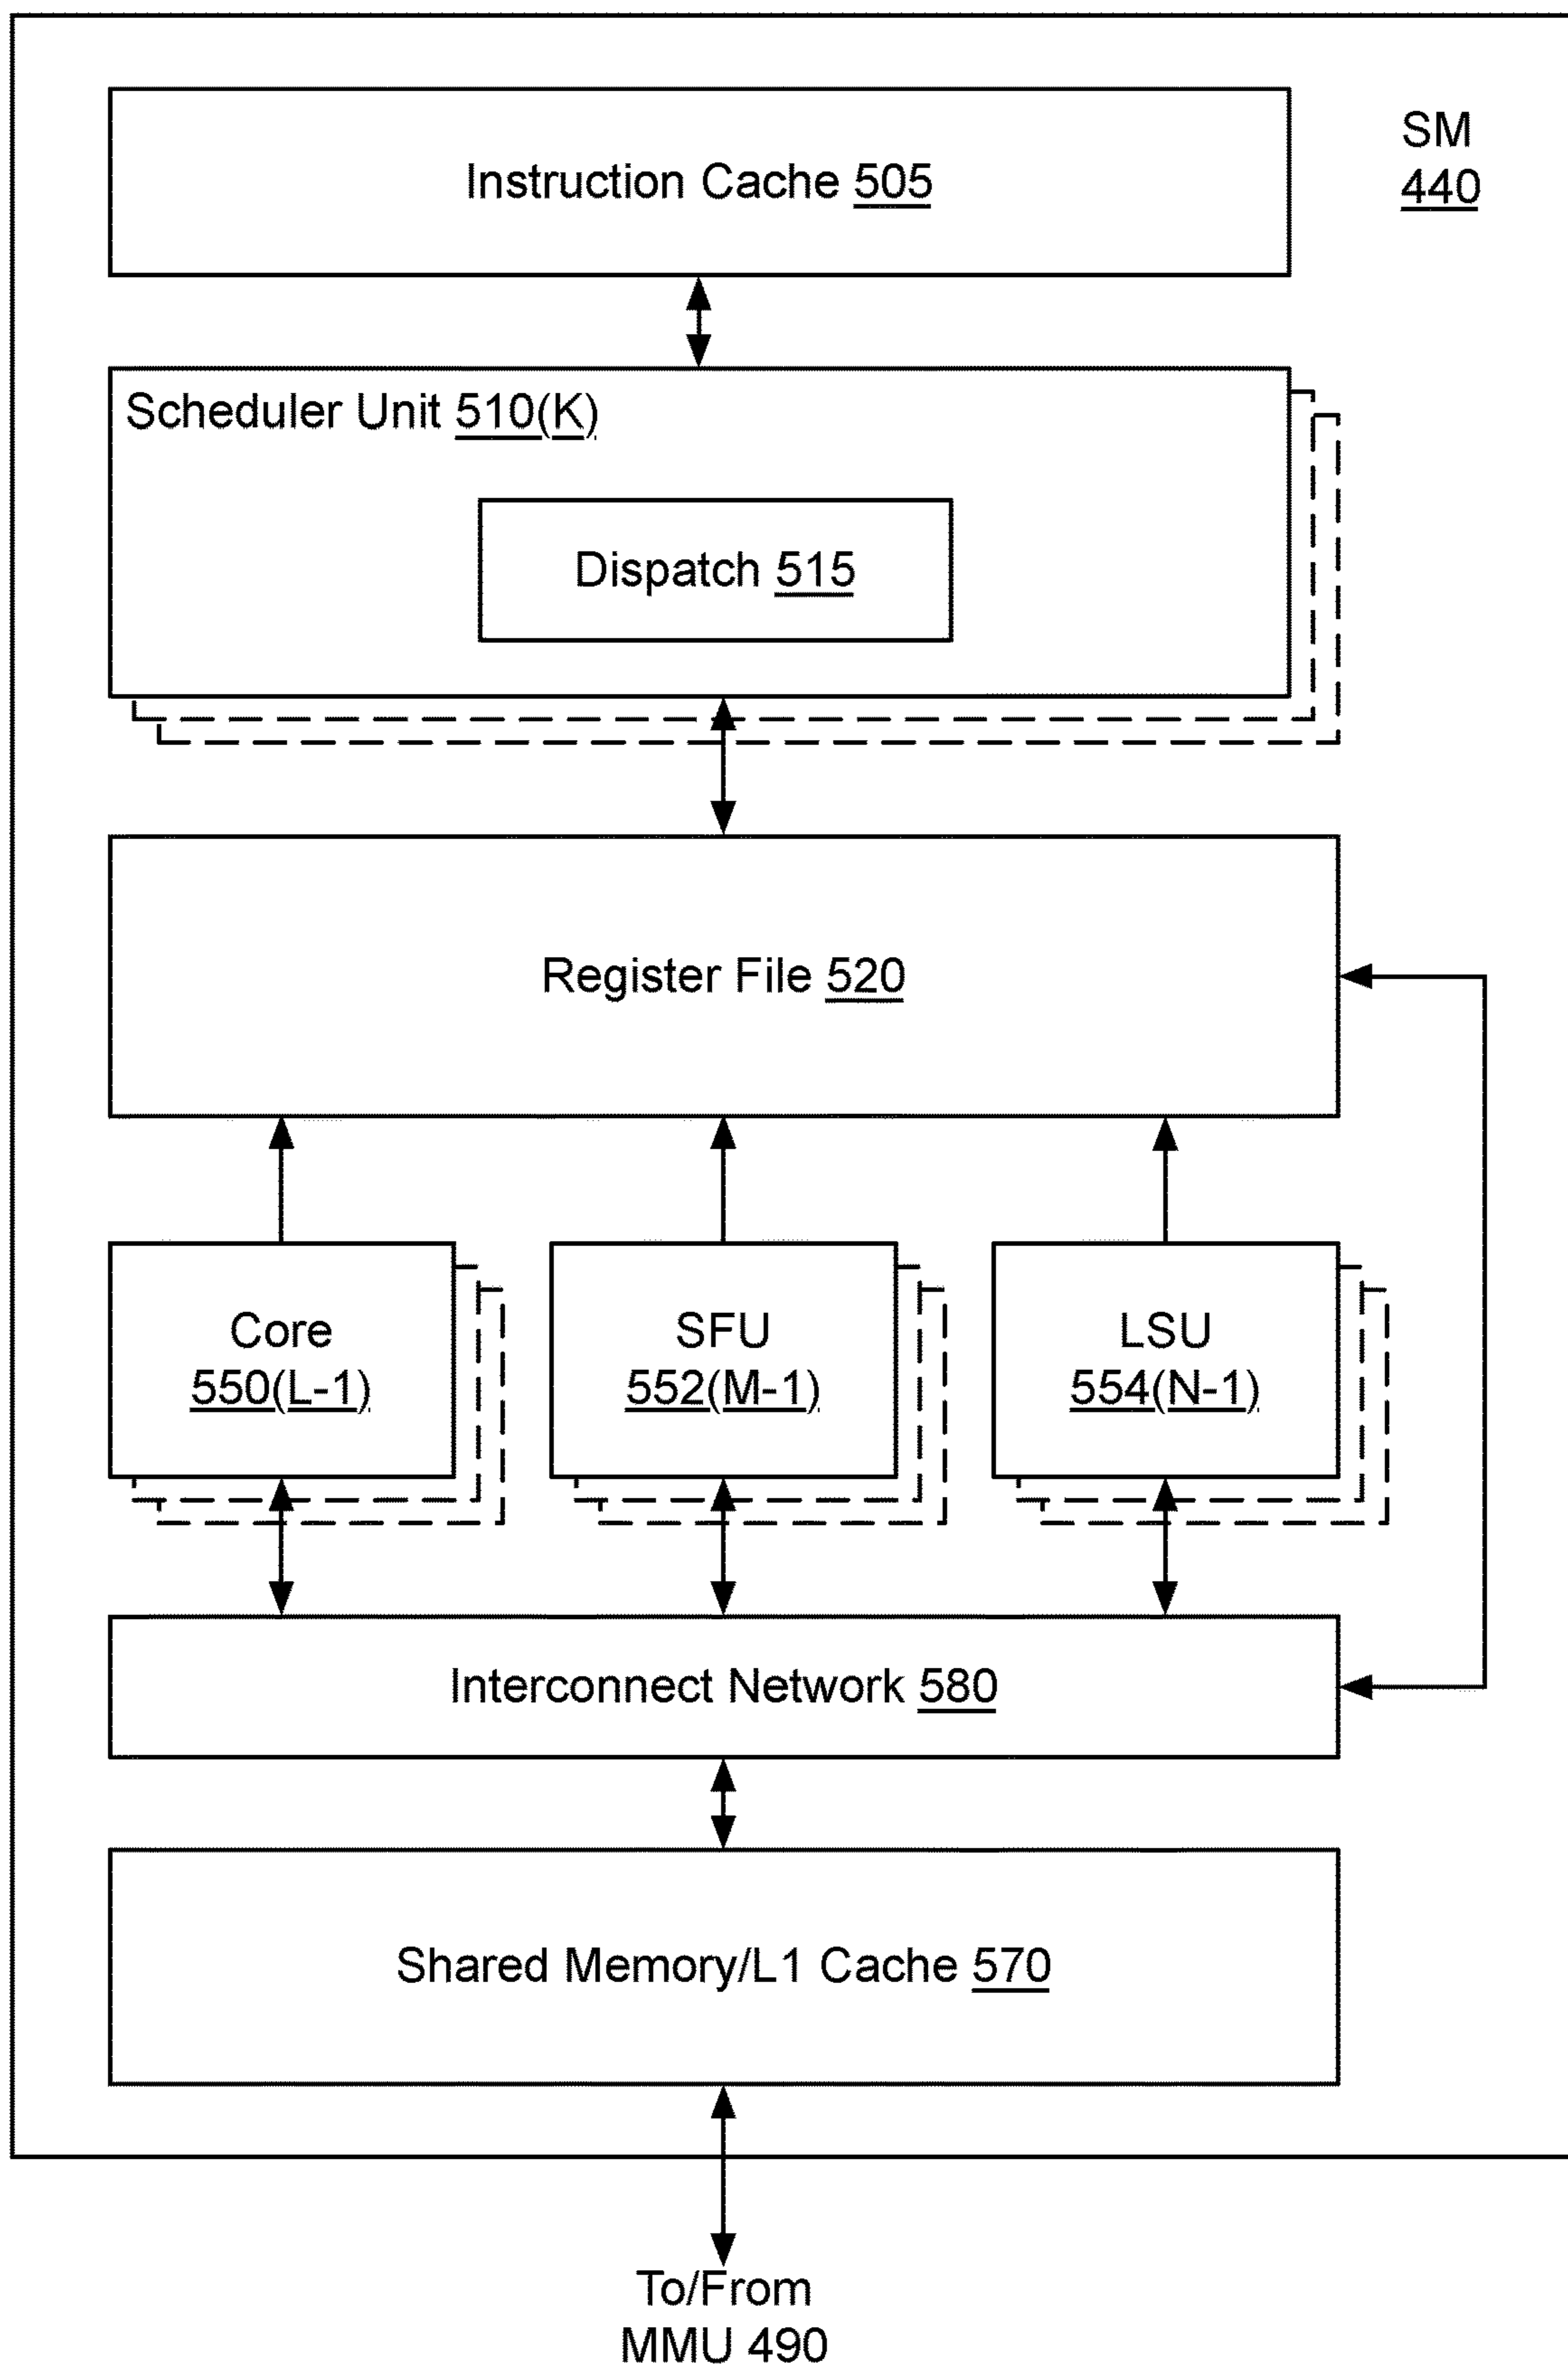 Instruction Cache 505
SM
440
Scheduler Unit 510(K)
Dispatch 515
Register File 520
Core
550(L-1)
SFU
552(M-1)
LSU
554(N-1)
Interconnect Network 580
Shared Memory/L1 Cache 570
To/From
MMU 490